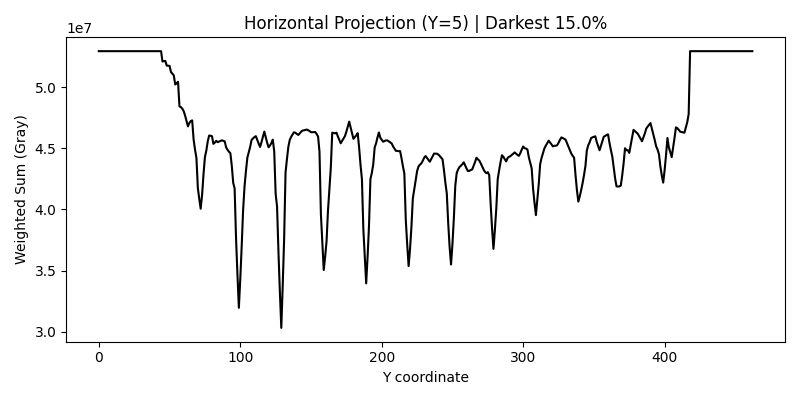 Horizontal Projection (Y=5) | Darkest 15.0%
1e7
5.0
4.5
4.0
3.5
3.0
Weighted Sum (Gray)
0 100 200 300 400
Y coordinate